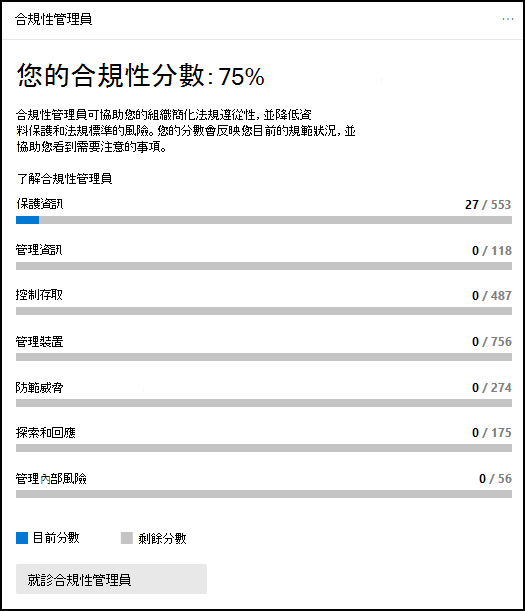 合規性管理員
...
您的合規性分數: 75%
合規性管理員可協助您的組織簡化法規遵從性, 並降低資
料保護和法規標準的風險。您的分數會反映您目前的規範狀況, 並
協助您看到需要注意的事項。
了解合規性管理員
保護資訊 27 / 553
管理資訊 0 / 118
控制存取 0 / 487
管理裝置 0 / 756
防範威脅 0 / 274
探索和回應 0 / 175
管理內部風險 0 / 56
目前分數 剩餘分數
就診合規性管理員